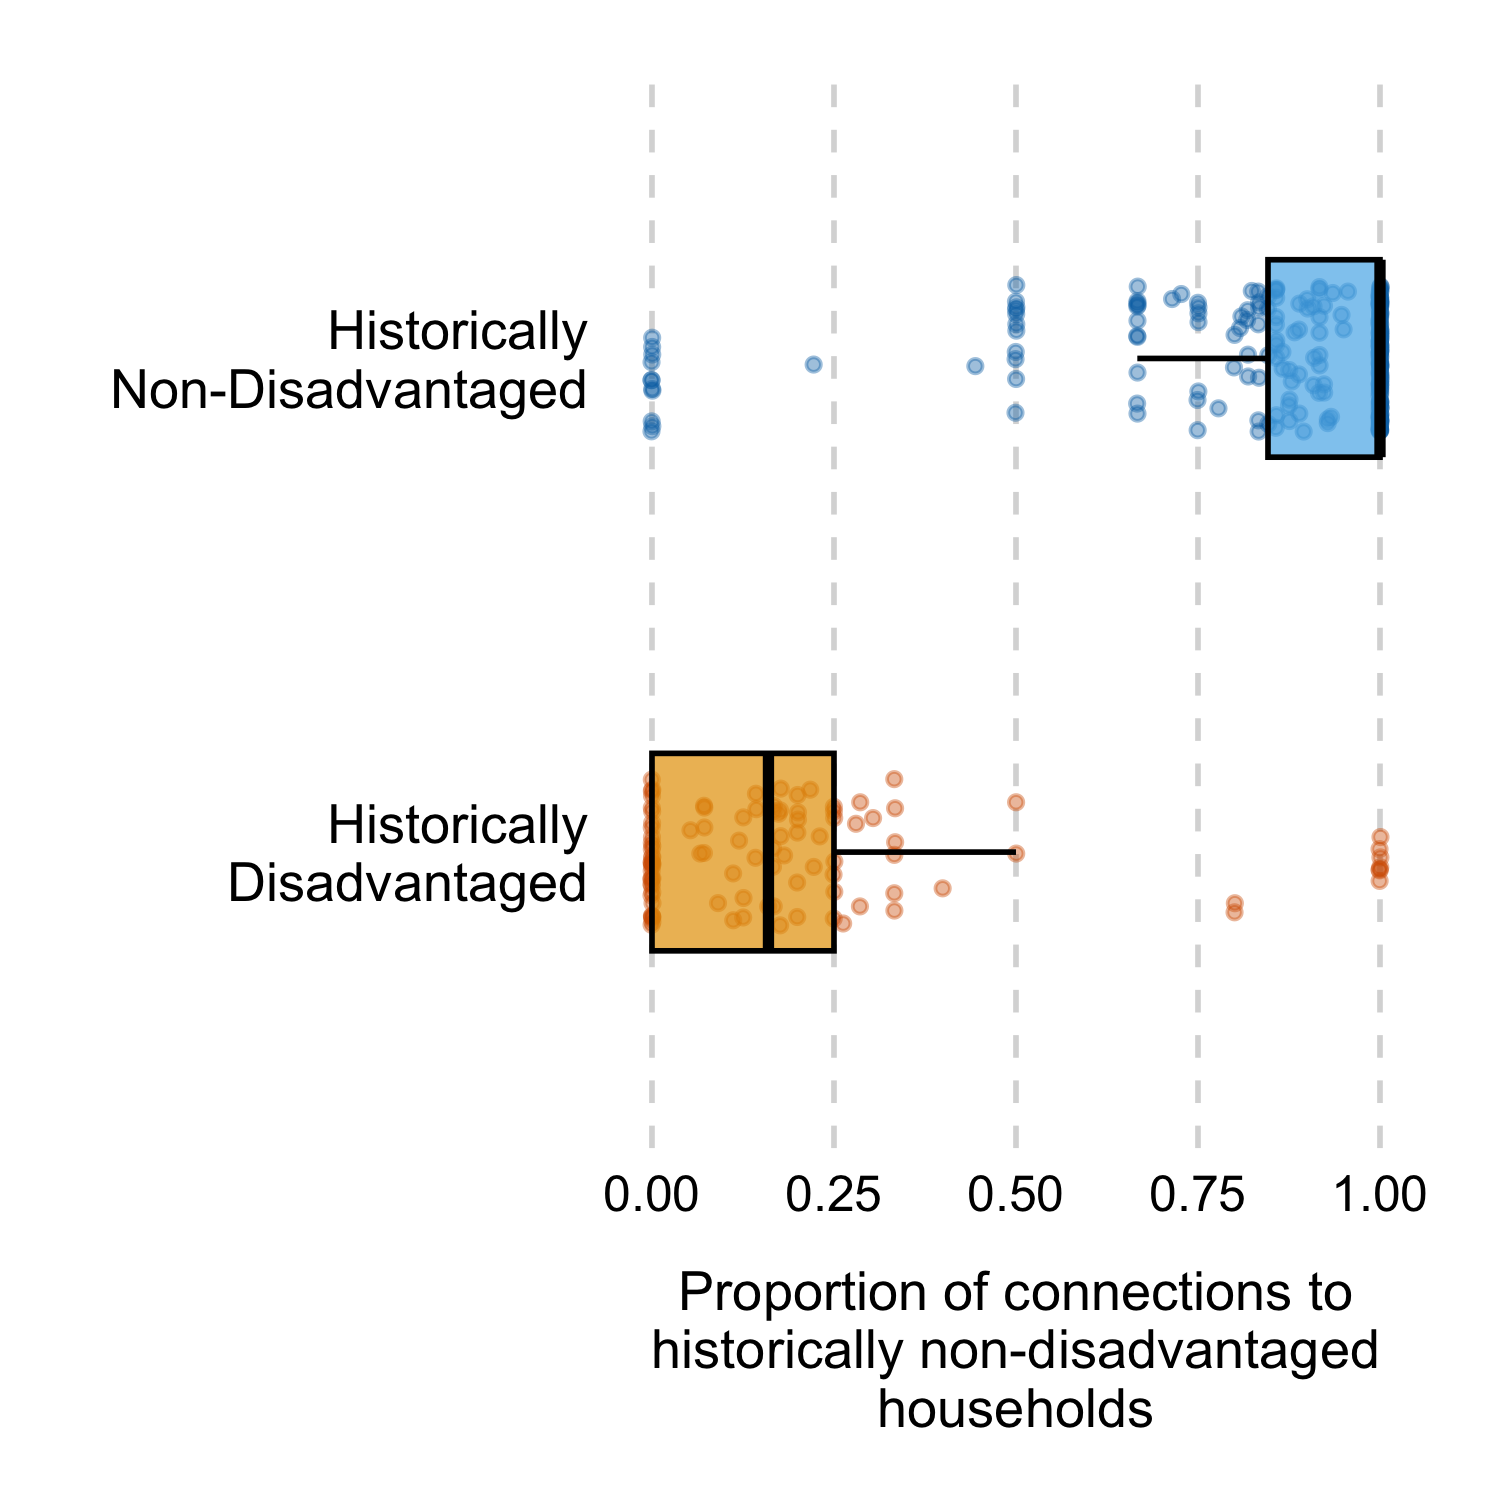 Historically
Non-Disadvantaged
Historically
Disadvantaged
0.00 0.25 0.50 0.75 1.00
Proportion of connections to
historically non-disadvantaged
households